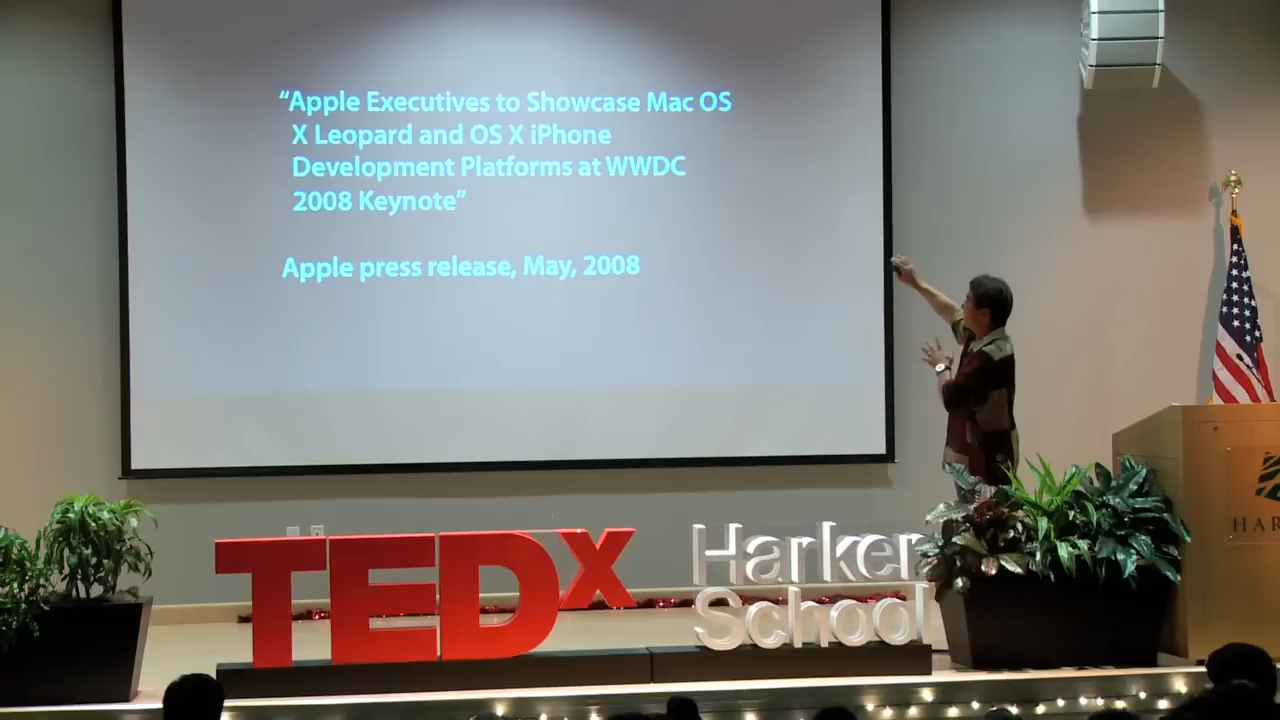 “Apple Executives to Showcase Mac OS
X Leopard and OS X iPhone
Development Platforms at WWDC
2008 Keynote”
Apple press release, May, 2008
TEDx
Harker
School
HAR